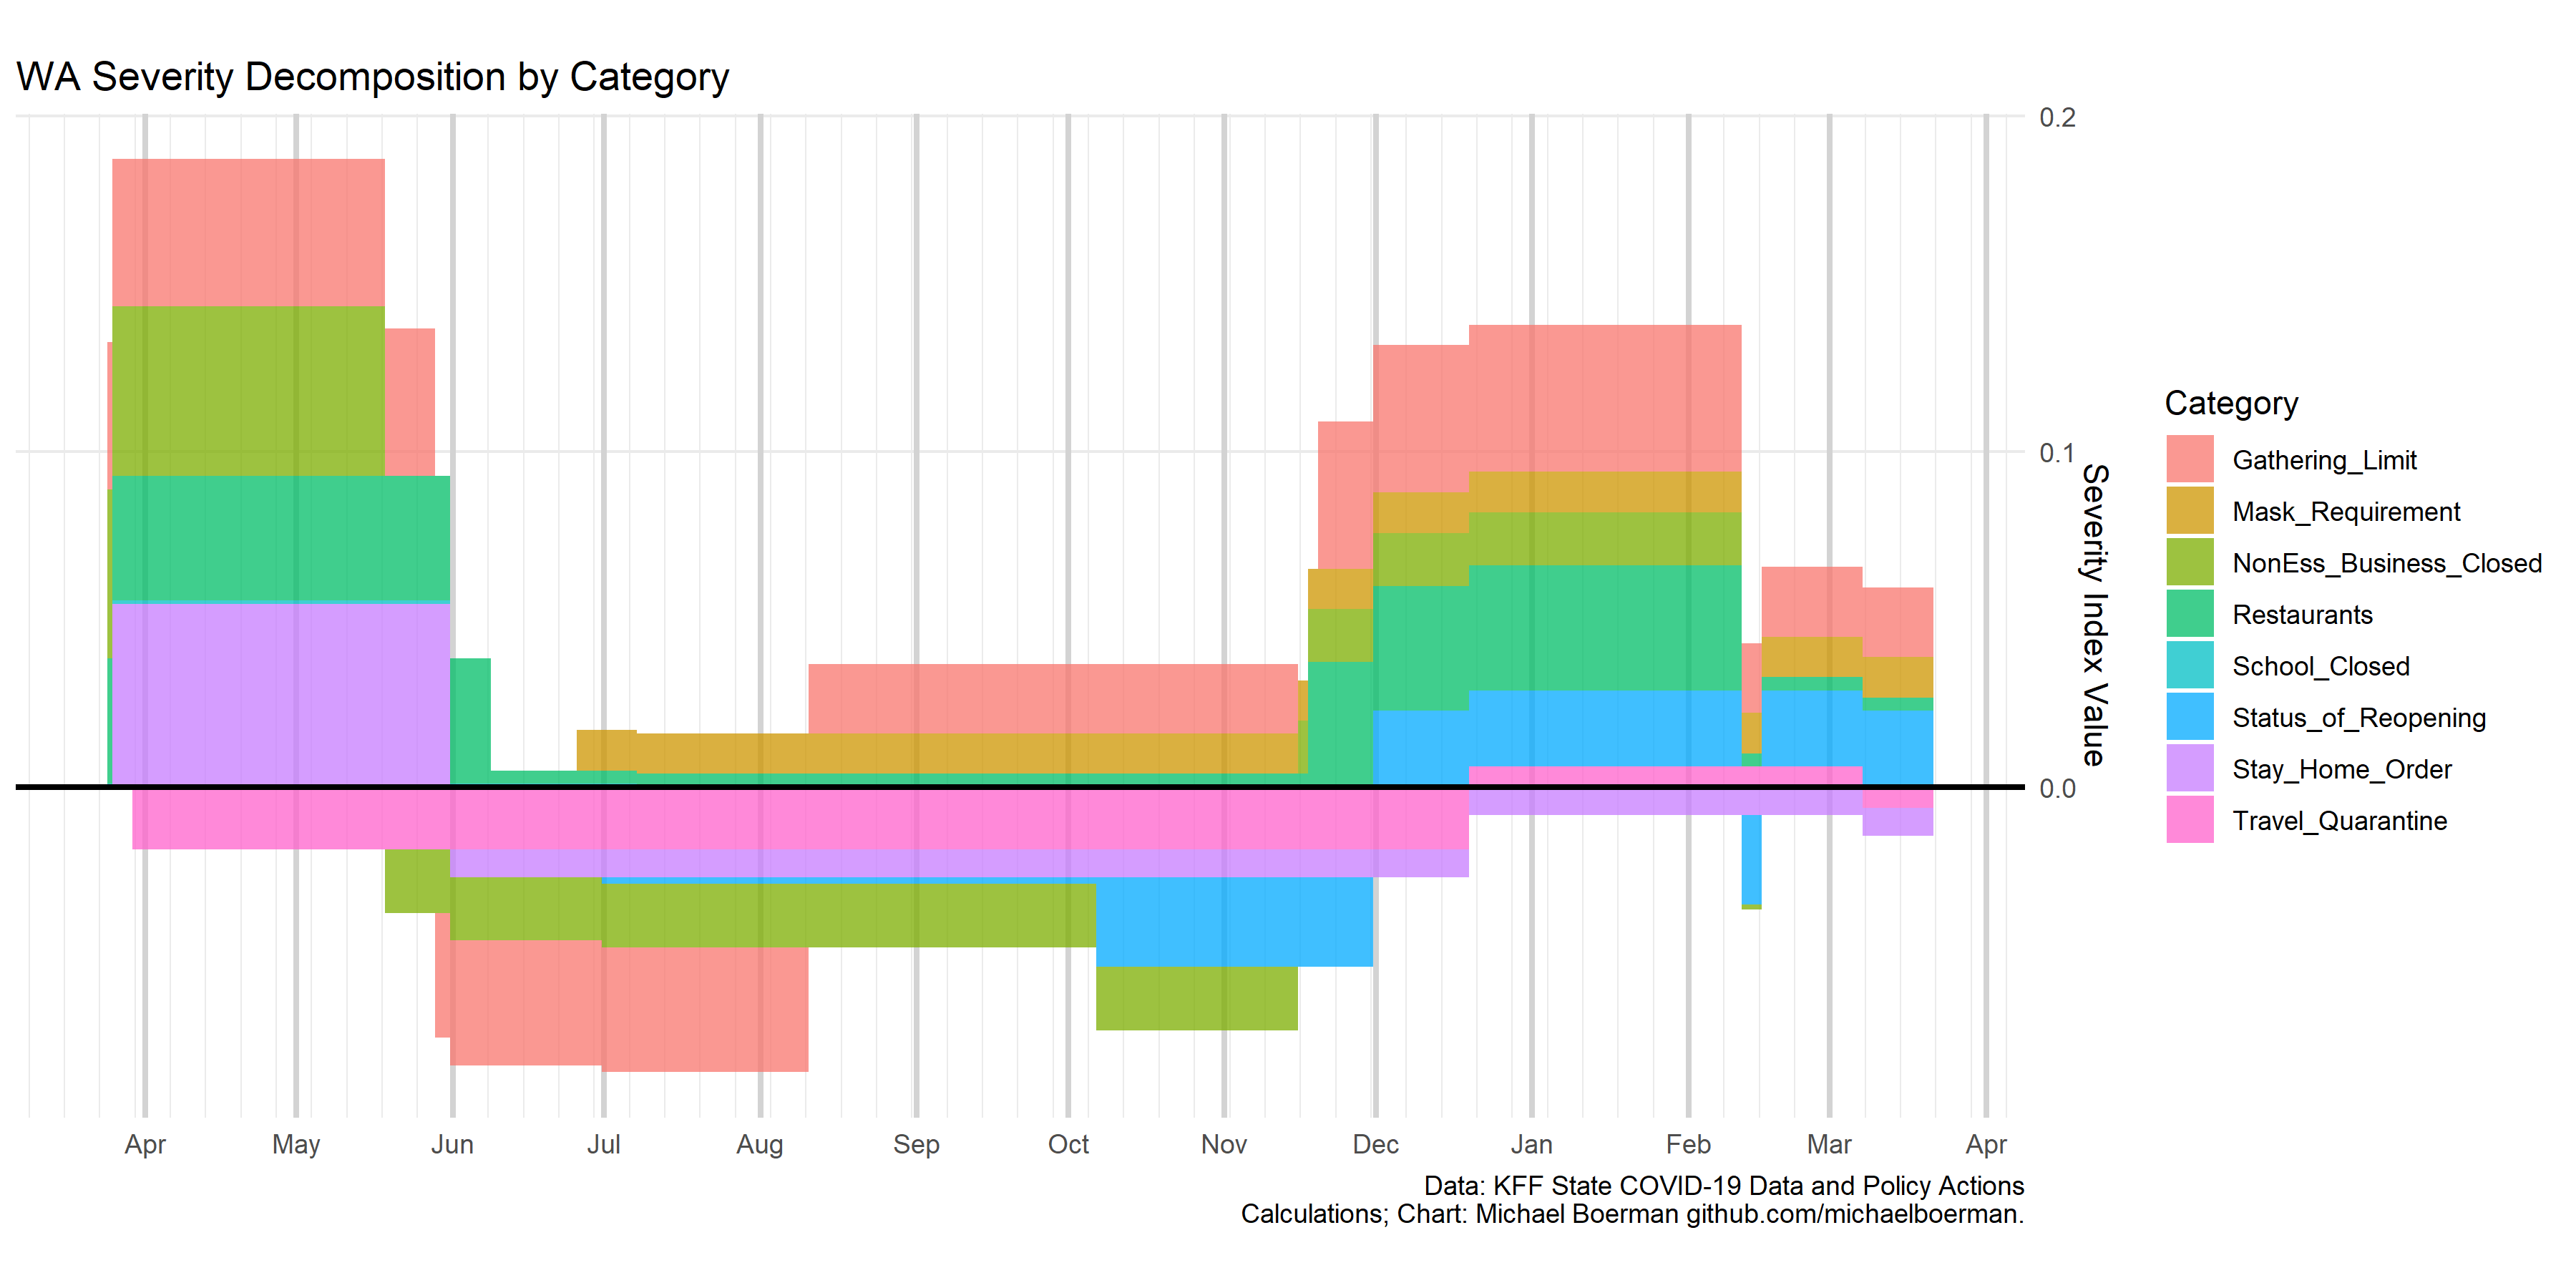 WA Severity Decomposition by Category
0.2
0.1
0.0
Severity Index Value
Apr May Jun Jul Aug Sep Oct Nov Dec Jan Feb Mar Apr
Data: KFF State COVID-19 Data and Policy Actions
Calculations; Chart: Michael Boerman github.com/michaelboerman.
Category
Gathering_Limit
Mask_Requirement
NonEss_Business_Closed
Restaurants
School_Closed
Status_of_Reopening
Stay_Home_Order
Travel_Quarantine